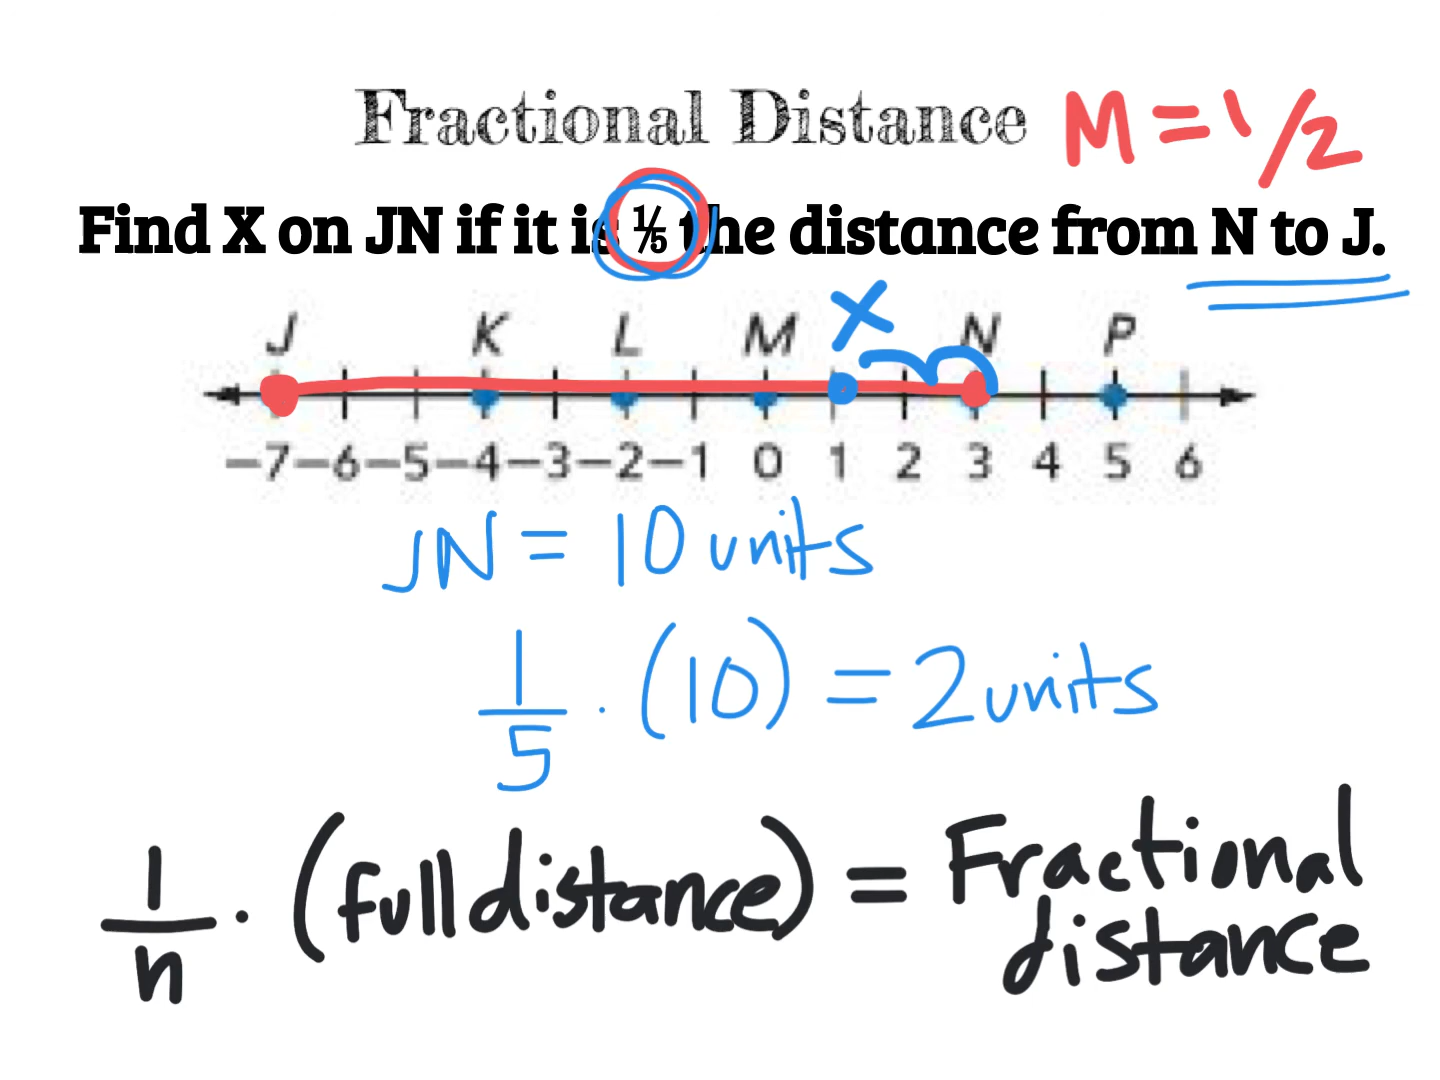 Fractional Distance M = 1/2
Find X on JN if it is ⅕ the distance from N to J.
X
J K L M N P
-7 -6 -5 -4 -3 -2 -1 0 1 2 3 4 5 6
JN = 10 units
1/5 · (10) = 2 units
1/n · (full distance) = Fractional
distance